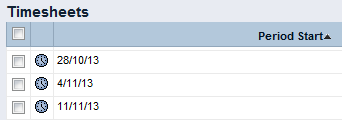 Timesheets
Period Start
28/10/13
4/11/13
11/11/13